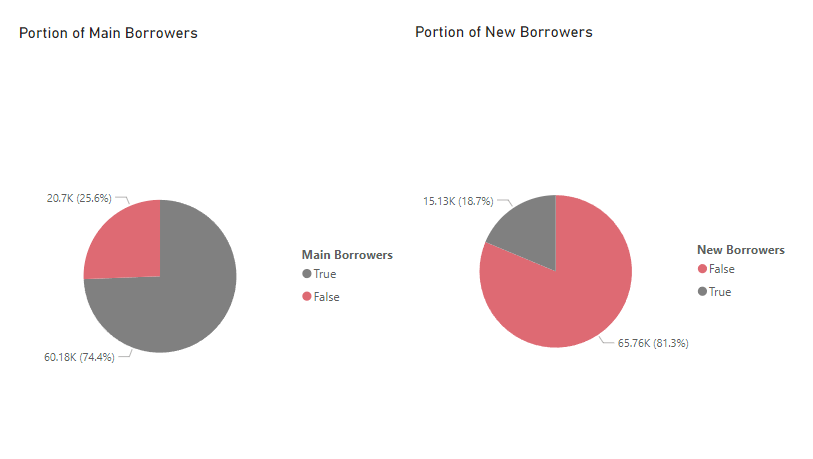 Portion of Main Borrowers
20.7K (25.6%)
60.18K (74.4%)
Main Borrowers
True
False
Portion of New Borrowers
15.13K (18.7%)
65.76K (81.3%)
New Borrowers
False
True